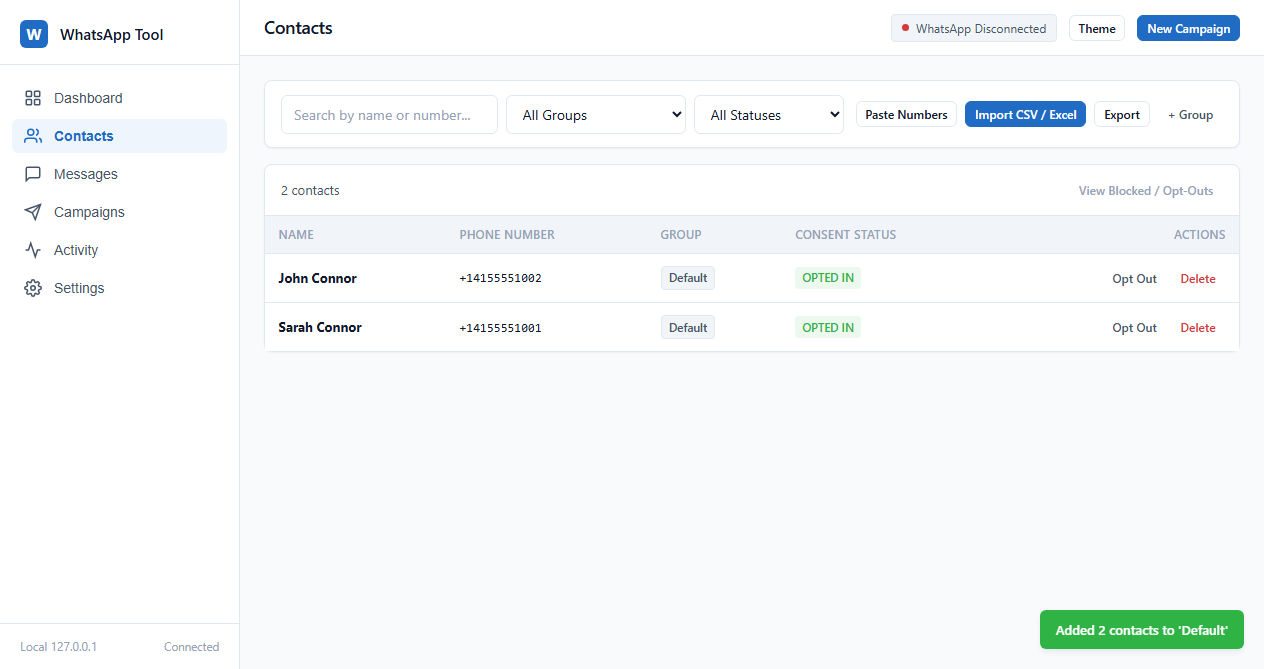 W WhatsApp Tool
Contacts
WhatsApp Disconnected
Theme
New Campaign
Dashboard
Contacts
Messages
Campaigns
Activity
Settings
Search by name or number...
All Groups
All Statuses
Paste Numbers
Import CSV / Excel
Export
+ Group
2 contacts
View Blocked / Opt-Outs
NAME PHONE NUMBER GROUP CONSENT STATUS ACTIONS
John Connor +14155551002 Default OPTED IN Opt Out Delete
Sarah Connor +14155551001 Default OPTED IN Opt Out Delete
Added 2 contacts to 'Default'
Local 127.0.0.1 Connected